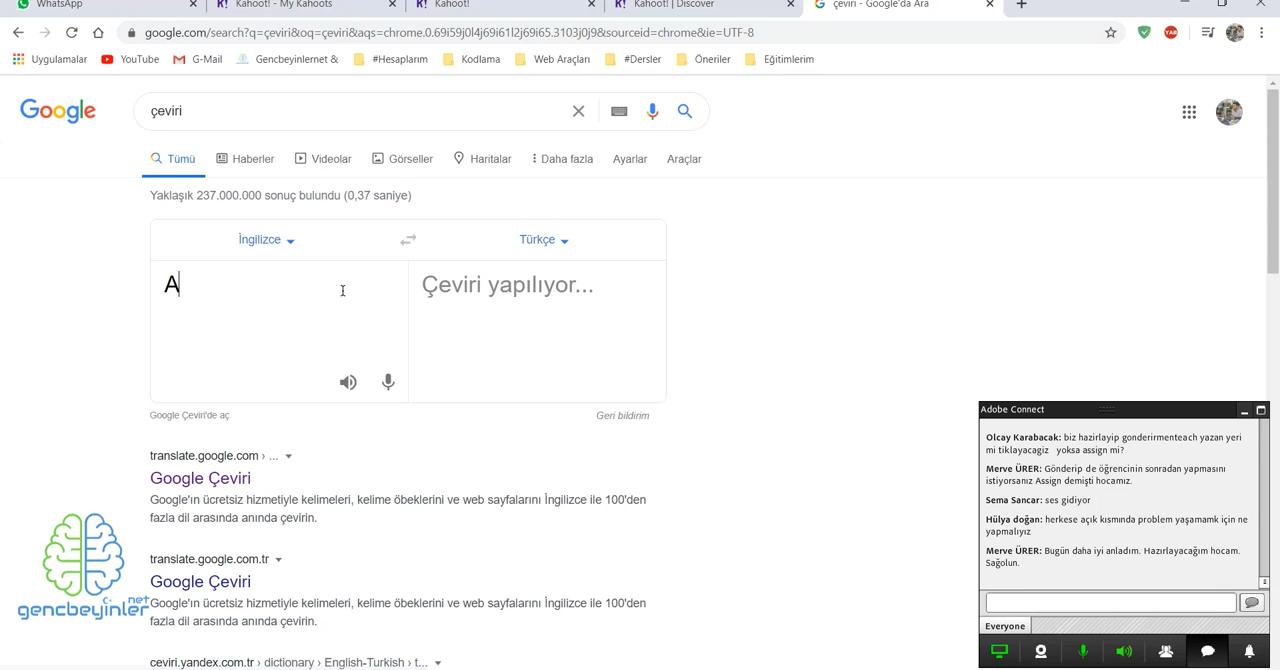 WhatsApp
Kahoot! - My Kahoots
Kahoot!
Kahoot! | Discover
çeviri - Google'da Ara
google.com/search?q=çeviri&oq=çeviri&aqs=chrome.0.69i59j0l4j69i61l2j69i65.3103j0j9&sourceid=chrome&ie=UTF-8
Uygulamalar
YouTube
G-Mail
Gencbeyinlernet &
#Hesaplarım
Kodlama
Web Araçları
#Dersler
Öneriler
Eğitimlerim
Google
çeviri
Tümü
Haberler
Videolar
Görseller
Haritalar
Daha fazla
Ayarlar
Araçlar
Yaklaşık 237.000.000 sonuç bulundu (0,37 saniye)
İngilizce
Türkçe
A
Çeviri yapılıyor...
Google Çeviri'de aç
Geri bildirim
translate.google.com › ...
Google Çeviri
Google'ın ücretsiz hizmetiyle kelimeleri, kelime öbeklerini ve web sayfalarını İngilizce ile 100'den
fazla dil arasında anında çevirin.
translate.google.com.tr
Google Çeviri
Google'ın ücretsiz hizmetiyle kelimeleri, kelime öbeklerini ve web sayfalarını İngilizce ile 100'den
fazla dil arasında anında çevirin.
ceviri.yandex.com.tr › dictionary › English-Turkish › t...
gencbeyinler.net
Adobe Connect
Olcay Karabacak: biz hazirlayip gonderirmenteach yazan yeri
mi tiklayacagiz yoksa assign mi?
Merve ÜRER: Gönderip de öğrencinin sonradan yapmasını
istiyorsanız Assign demişti hocamız.
Sema Sancar: ses gidiyor
Hülya doğan: herkese açık kısmında problem yaşamamk için ne
yapmalıyız
Merve ÜRER: Bugün daha iyi anladım. Hazırlayacağım hocam.
Sağolun.
Everyone